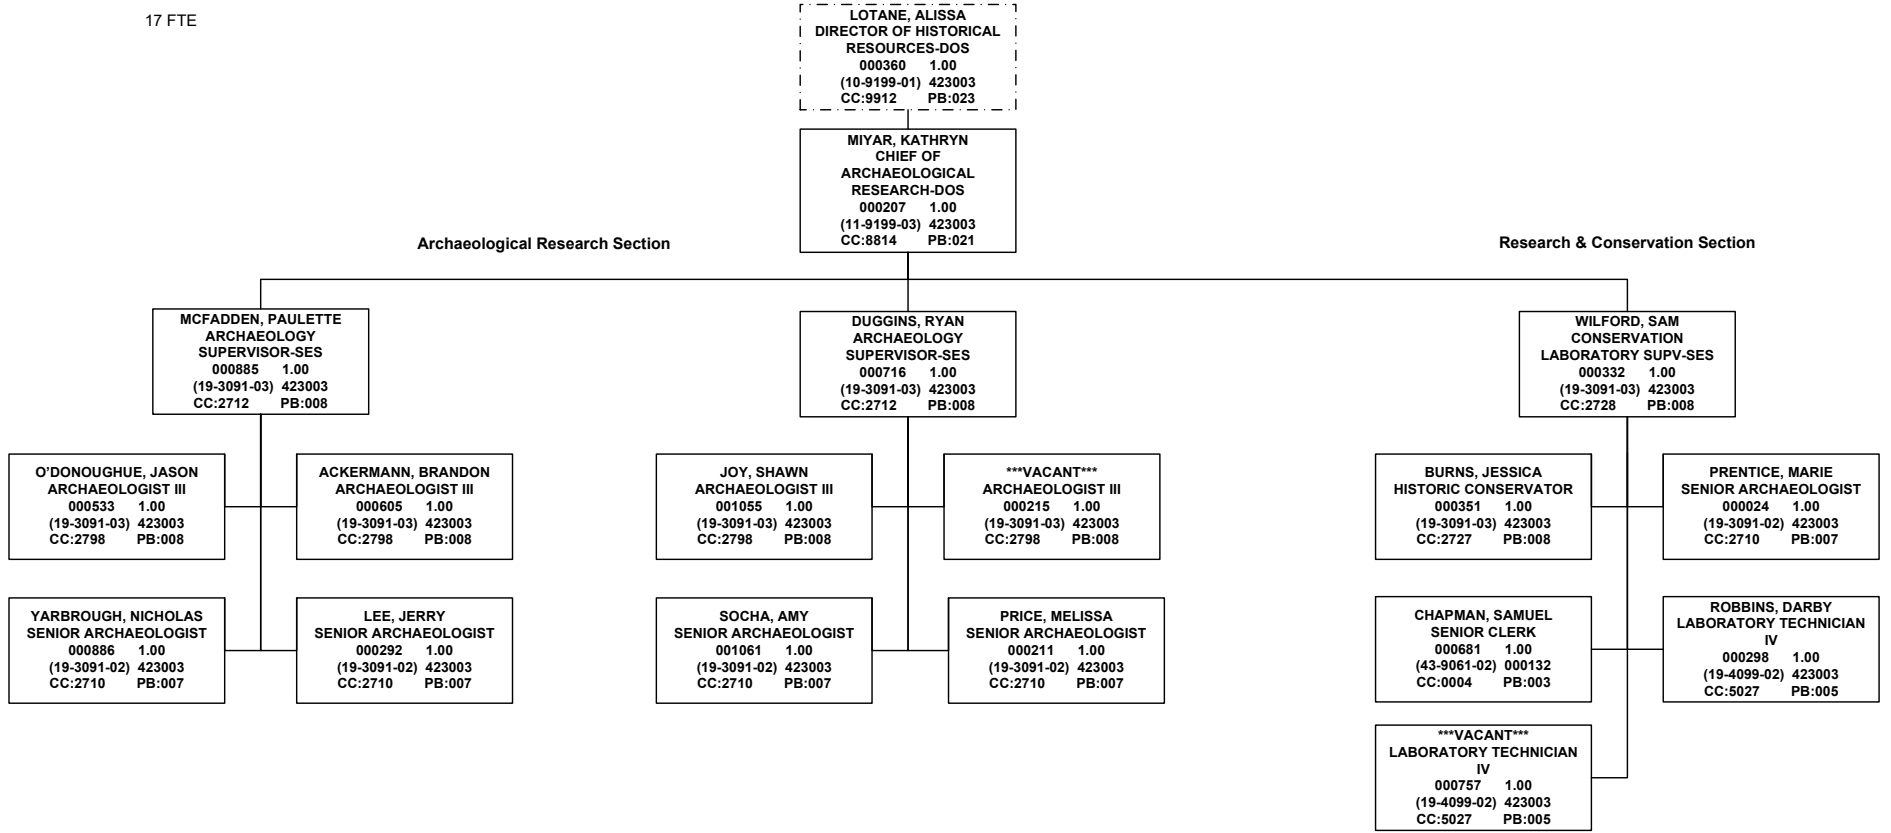 17 FTE
LOTANE, ALISSA
DIRECTOR OF HISTORICAL
RESOURCES-DOS
000360 1.00
(10-9199-01) 423003
CC:9912 PB:023
MIYAR, KATHRYN
CHIEF OF
ARCHAEOLOGICAL
RESEARCH-DOS
000207 1.00
(11-9199-03) 423003
CC:8814 PB:021
Archaeological Research Section
Research & Conservation Section
MCFADDEN, PAULETTE
ARCHAEOLOGY
SUPERVISOR-SES
000885 1.00
(19-3091-03) 423003
CC:2712 PB:008
DUGGINS, RYAN
ARCHAEOLOGY
SUPERVISOR-SES
000716 1.00
(19-3091-03) 423003
CC:2712 PB:008
WILFORD, SAM
CONSERVATION
LABORATORY SUPV-SES
000332 1.00
(19-3091-03) 423003
CC:2728 PB:008
O’DONOUGHUE, JASON
ARCHAEOLOGIST III
000533 1.00
(19-3091-03) 423003
CC:2798 PB:008
ACKERMANN, BRANDON
ARCHAEOLOGIST III
000605 1.00
(19-3091-03) 423003
CC:2798 PB:008
JOY, SHAWN
ARCHAEOLOGIST III
001055 1.00
(19-3091-03) 423003
CC:2798 PB:008
***VACANT***
ARCHAEOLOGIST III
000215 1.00
(19-3091-03) 423003
CC:2798 PB:008
BURNS, JESSICA
HISTORIC CONSERVATOR
000351 1.00
(19-3091-03) 423003
CC:2727 PB:008
PRENTICE, MARIE
SENIOR ARCHAEOLOGIST
000024 1.00
(19-3091-02) 423003
CC:2710 PB:007
YARBROUGH, NICHOLAS
SENIOR ARCHAEOLOGIST
000886 1.00
(19-3091-02) 423003
CC:2710 PB:007
LEE, JERRY
SENIOR ARCHAEOLOGIST
000292 1.00
(19-3091-02) 423003
CC:2710 PB:007
SOCHA, AMY
SENIOR ARCHAEOLOGIST
001061 1.00
(19-3091-02) 423003
CC:2710 PB:007
PRICE, MELISSA
SENIOR ARCHAEOLOGIST
000211 1.00
(19-3091-02) 423003
CC:2710 PB:007
CHAPMAN, SAMUEL
SENIOR CLERK
000681 1.00
(43-9061-02) 000132
CC:0004 PB:003
ROBBINS, DARBY
LABORATORY TECHNICIAN
IV
000298 1.00
(19-4099-02) 423003
CC:5027 PB:005
***VACANT***
LABORATORY TECHNICIAN
IV
000757 1.00
(19-4099-02) 423003
CC:5027 PB:005